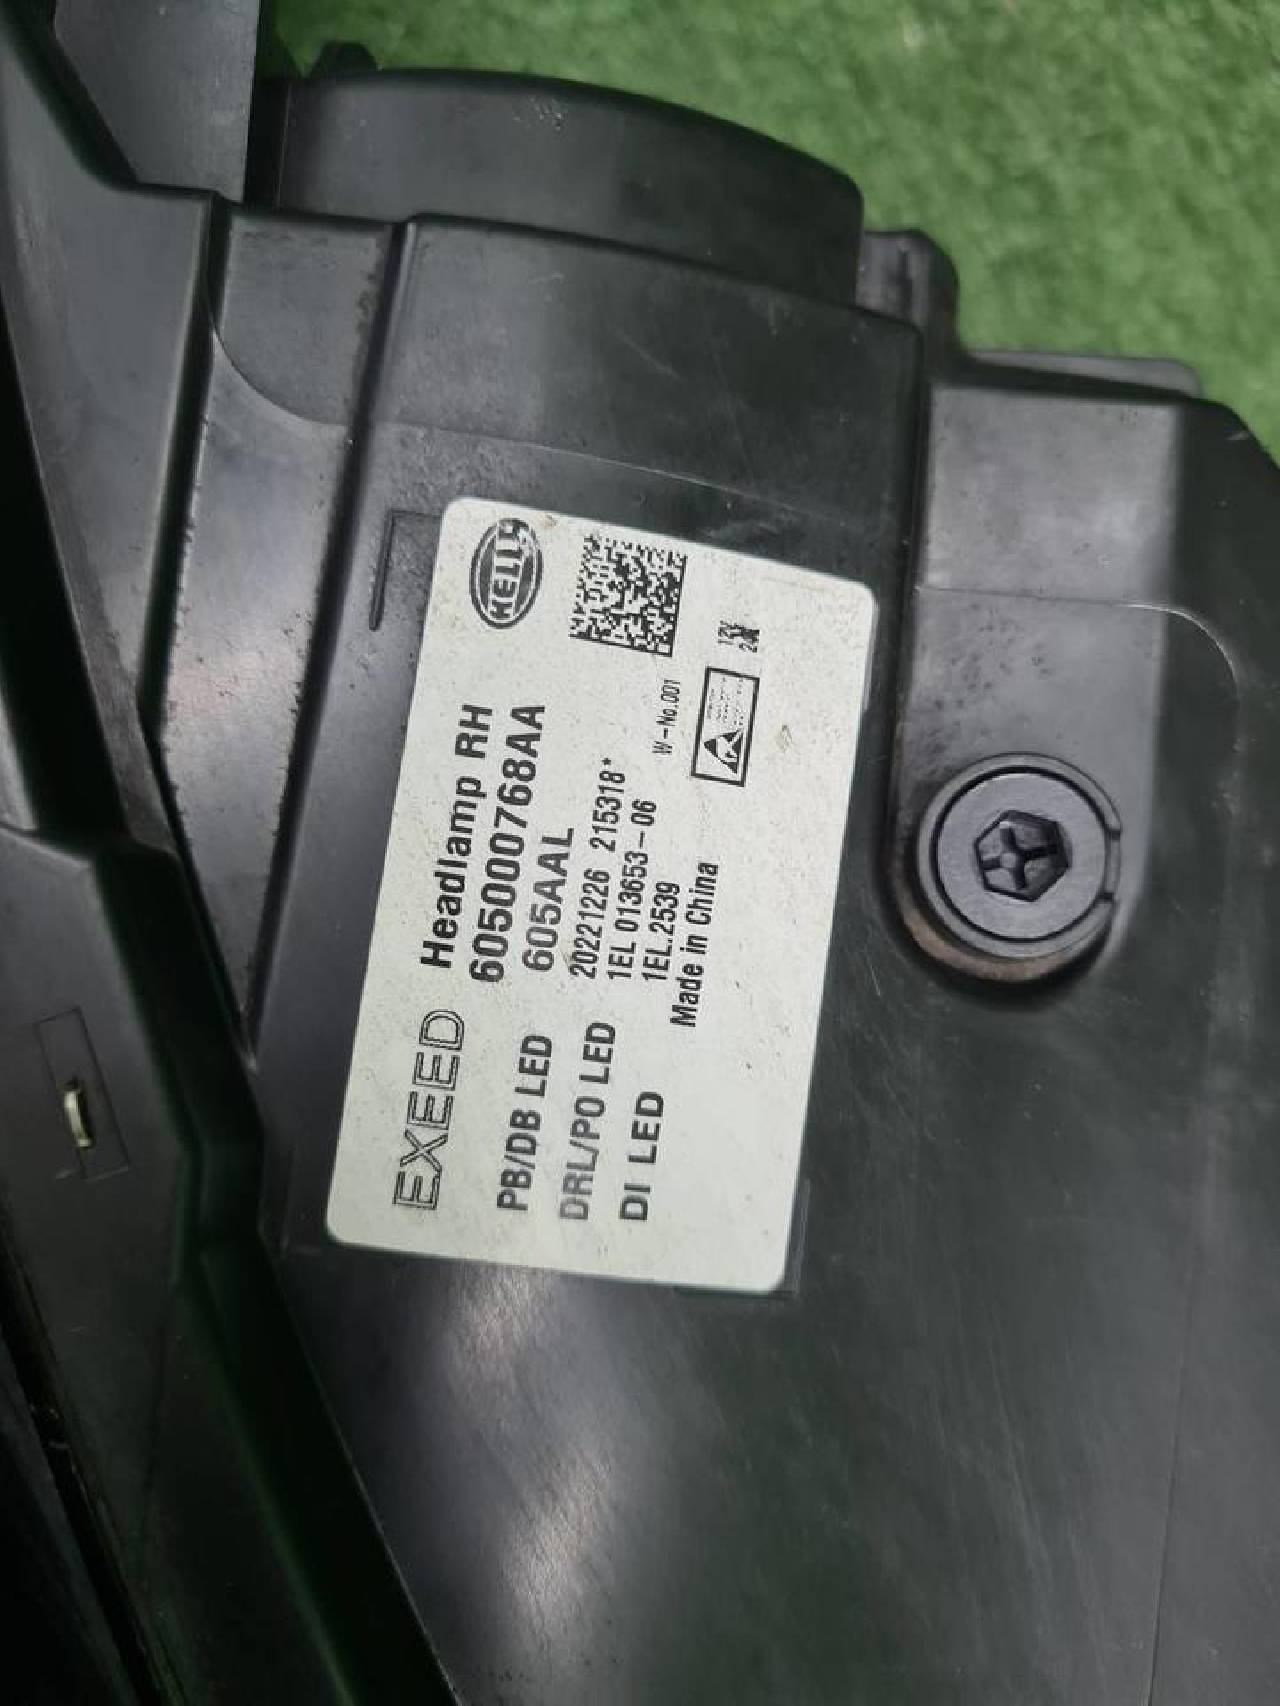 HELLA
EXEED Headlamp RH
605000768AA
PB/DB LED 605AAL
DRL/PO LED 20221226 215318*
1EL 013653-06
DI LED 1EL.2539
Made in China
W-No.001
12V